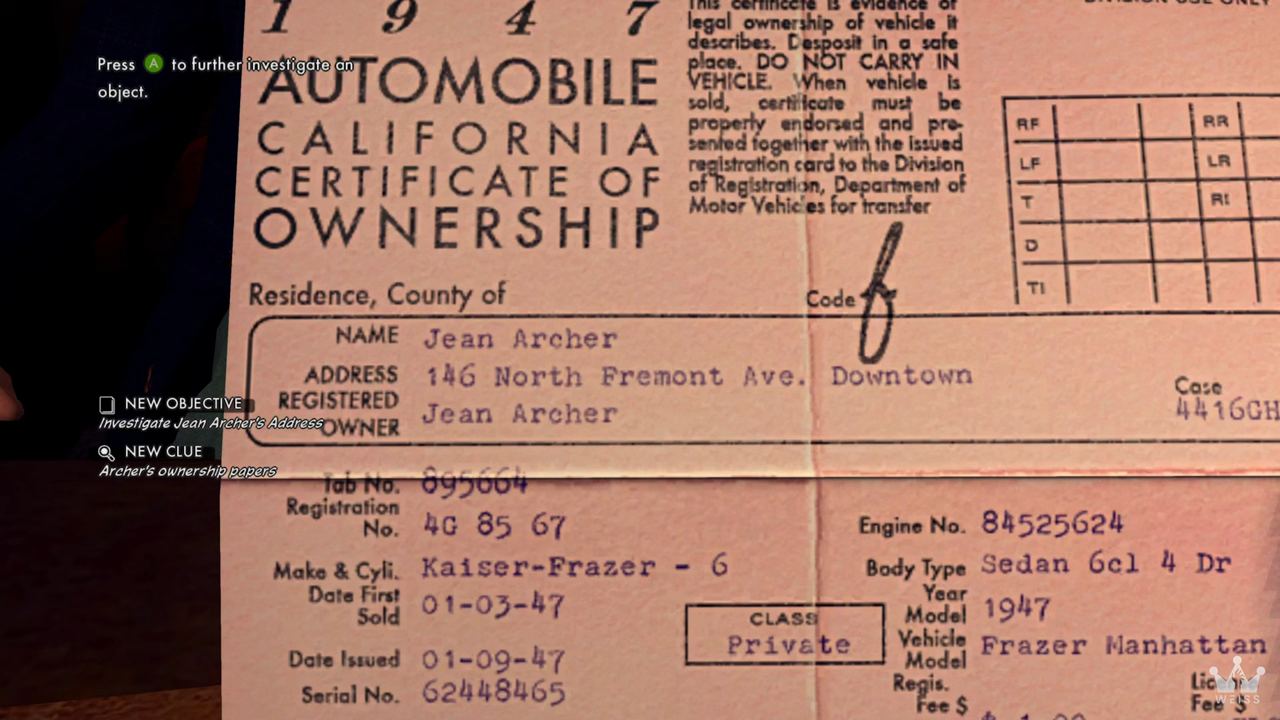 1 9 4 7
AUTOMOBILE
CALIFORNIA
CERTIFICATE OF
OWNERSHIP
This certificate is evidence of
legal ownership of vehicle it
describes. Desposit in a safe
place. DO NOT CARRY IN
VEHICLE. When vehicle is
sold, certificate must be
properly endorsed and pre-
sented together with the issued
registration card to the Division
of Registration, Department of
Motor Vehicles for transfer
DIVISION USE ONLY
RF RR
LF LR
T RI
D
TI
Press A to further investigate an
object.
Residence, County of
Code 6
NAME Jean Archer
ADDRESS 146 North Fremont Ave. Downtown
REGISTERED
OWNER Jean Archer
Case
4416GH
NEW OBJECTIVE
Investigate Jean Archer's Address
NEW CLUE
Archer's ownership papers
Tab No. 895664
Registration
No. 4G 85 67
Make & Cyli. Kaiser-Frazer - 6
Date First
Sold 01-03-47
Date Issued 01-09-47
Serial No. 62448465
CLASS
Private
Engine No. 84525624
Body Type Sedan 6cl 4 Dr
Year
Model 1947
Vehicle
Model Frazer Manhattan
Regis.
Fee $
Fee $
WEISS